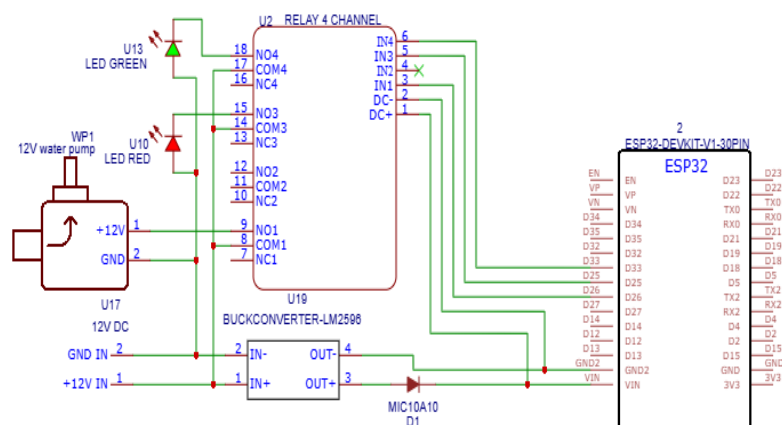 U2 RELAY 4 CHANNEL
U13
LED GREEN
18 NO4
17 COM4
16 NC4
15 NO3
14 COM3
13 NC3
12 NO2
11 COM2
10 NC2
9 NO1
8 COM1
7 NC1
IN4 6
IN3 5
IN2 4
IN1 3
DC- 2
DC+ 1
U10
LED RED
WP1
12V water pump
+12V 1
GND 2
U17
12V DC
GND IN 2
+12V IN 1
U19
BUCKCONVERTER-LM2596
2 IN- OUT- 4
1 IN+ OUT+ 3
MIC10A10
D1
2
ESP32-DEVKIT-V1-30PIN
ESP32
EN EN D23 D23
VP VP D22 D22
VN VN TX0 TX0
D34 D34 RX0 RX0
D35 D35 D21 D21
D32 D32 D19 D19
D33 D33 D18 D18
D25 D25 D5 D5
D26 D26 TX2 TX2
D27 D27 RX2 RX2
D14 D14 D4 D4
D12 D12 D2 D2
D13 D13 D15 D15
GND2 GND2 GND GND
VIN VIN 3V3 3V3